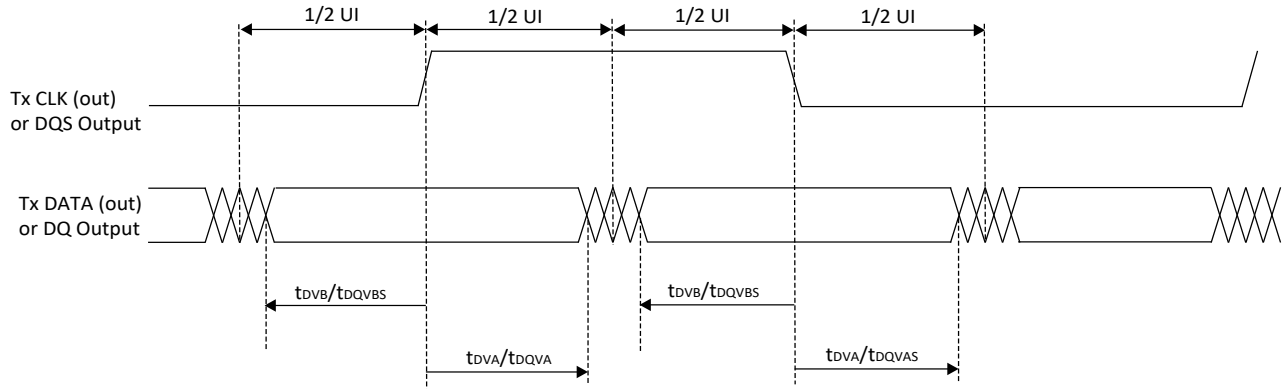 1/2 UI 1/2 UI 1/2 UI 1/2 UI
Tx CLK (out)
or DQS Output
Tx DATA (out)
or DQ Output
tDVB/tDQVBS tDVB/tDQVBS
tDVA/tDQVA tDVA/tDQVAS